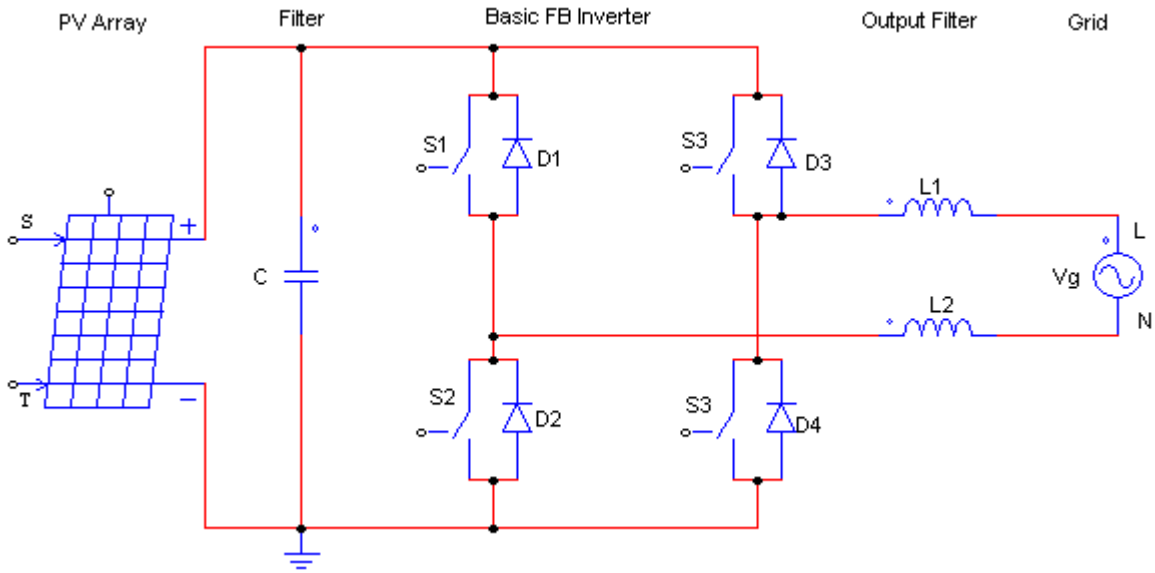 PV Array
Filter
Basic FB Inverter
Output Filter
Grid
S1
D1
S3
D3
L1
S
+
L
C
Vg
L2
N
T
−
S2
D2
S3
D4